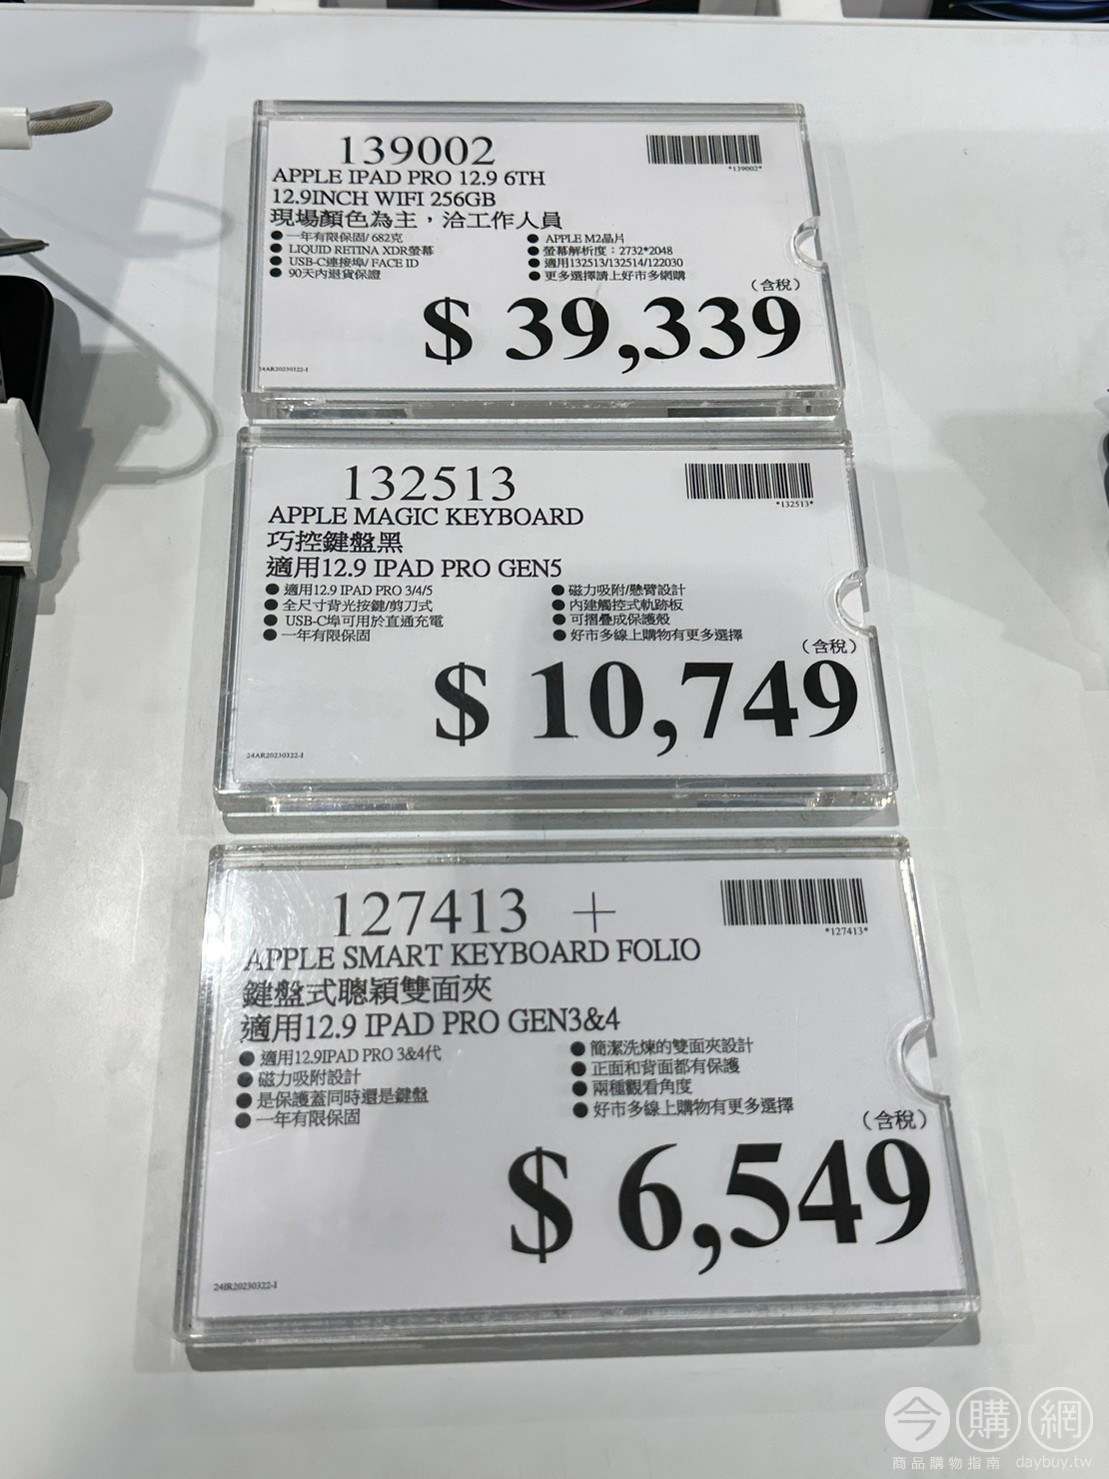 139002
*139002*
APPLE IPAD PRO 12.9 6TH
12.9INCH WIFI 256GB
現場顏色為主，洽工作人員
●一年有限保固/ 682克
● LIQUID RETINA XDR螢幕
● USB-C連接埠/ FACE ID
● 90天內退貨保證
● APPLE M2晶片
● 螢幕解析度：2732*2048
● 適用132513/132514/122030
● 更多選擇請上好市多網購
（含稅）
$ 39,339
24AR20230322-I
132513
*132513*
APPLE MAGIC KEYBOARD
巧控鍵盤黑
適用12.9 IPAD PRO GEN5
● 適用12.9 IPAD PRO 3/4/5
● 全尺寸背光按鍵/剪刀式
● USB-C埠可用於直通充電
● 一年有限保固
● 磁力吸附/懸臂設計
● 內建觸控式軌跡板
● 可摺疊成保護殼
● 好市多線上購物有更多選擇
（含稅）
$ 10,749
24AR20230322-I
127413 +
*127413*
APPLE SMART KEYBOARD FOLIO
鍵盤式聰穎雙面夾
適用12.9 IPAD PRO GEN3&4
● 適用12.9IPAD PRO 3&4代
● 磁力吸附設計
● 是保護蓋同時還是鍵盤
● 一年有限保固
● 簡潔洗煉的雙面夾設計
● 正面和背面都有保護
● 兩種觀看角度
● 好市多線上購物有更多選擇
（含稅）
$ 6,549
24IR20230322-I
今購網
商品購物指南 daybuy.tw